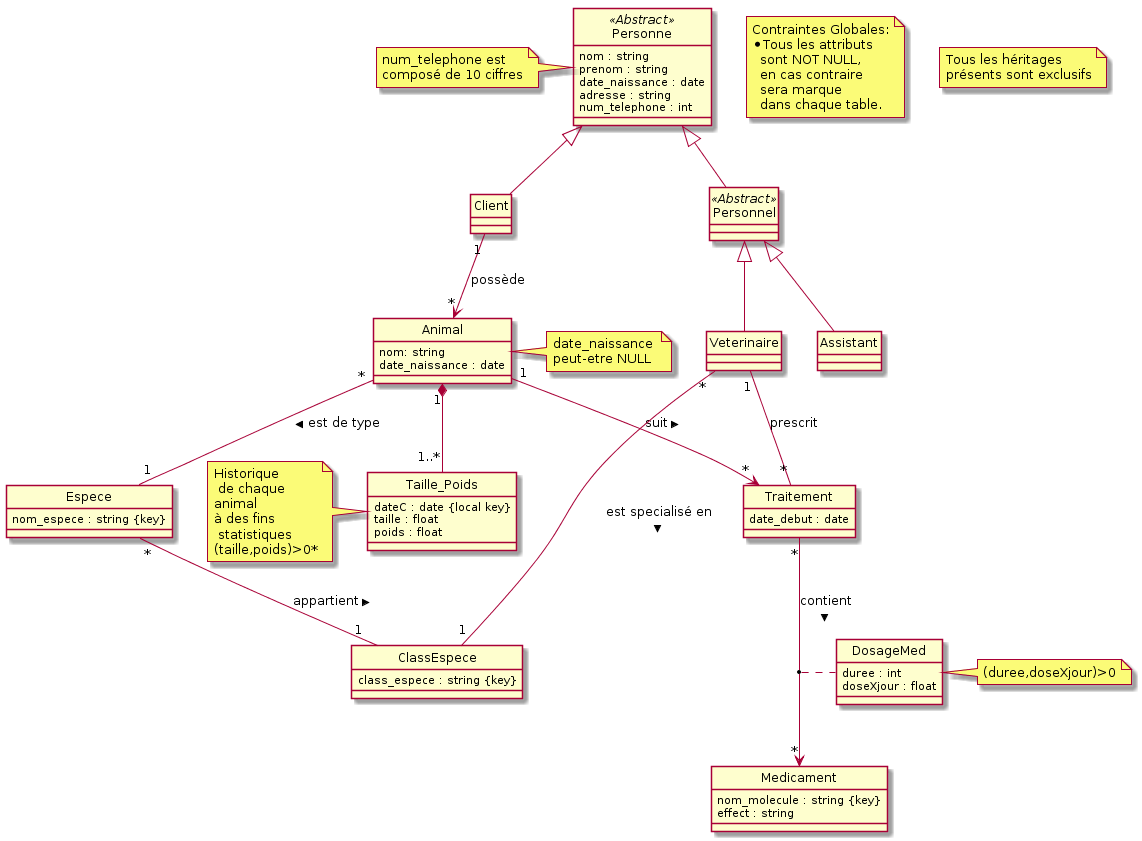 «Abstract»
Personne
nom : string
prenom : string
date_naissance : date
adresse : string
num_telephone : int
num_telephone est
composé de 10 ciffres
Contraintes Globales:
•Tous les attributs
sont NOT NULL,
en cas contraire
sera marque
dans chaque table.
Tous les héritages
présents sont exclusifs
Client
«Abstract»
Personnel
1
possède
*
Animal
nom: string
date_naissance : date
date_naissance
peut-etre NULL
Veterinaire
Assistant
*
1
1
*
1
◀ est de type
suit ▶
prescrit
1
1..*
*
*
Espece
nom_espece : string {key}
Historique
de chaque
animal
à des fins
statistiques
(taille,poids)>0*
Taille_Poids
dateC : date {local key}
taille : float
poids : float
est specialisé en
▼
Traitement
date_debut : date
*
*
appartient ▶
contient
▼
1
1
ClassEspece
class_espece : string {key}
DosageMed
duree : int
doseXjour : float
(duree,doseXjour)>0
*
Medicament
nom_molecule : string {key}
effect : string